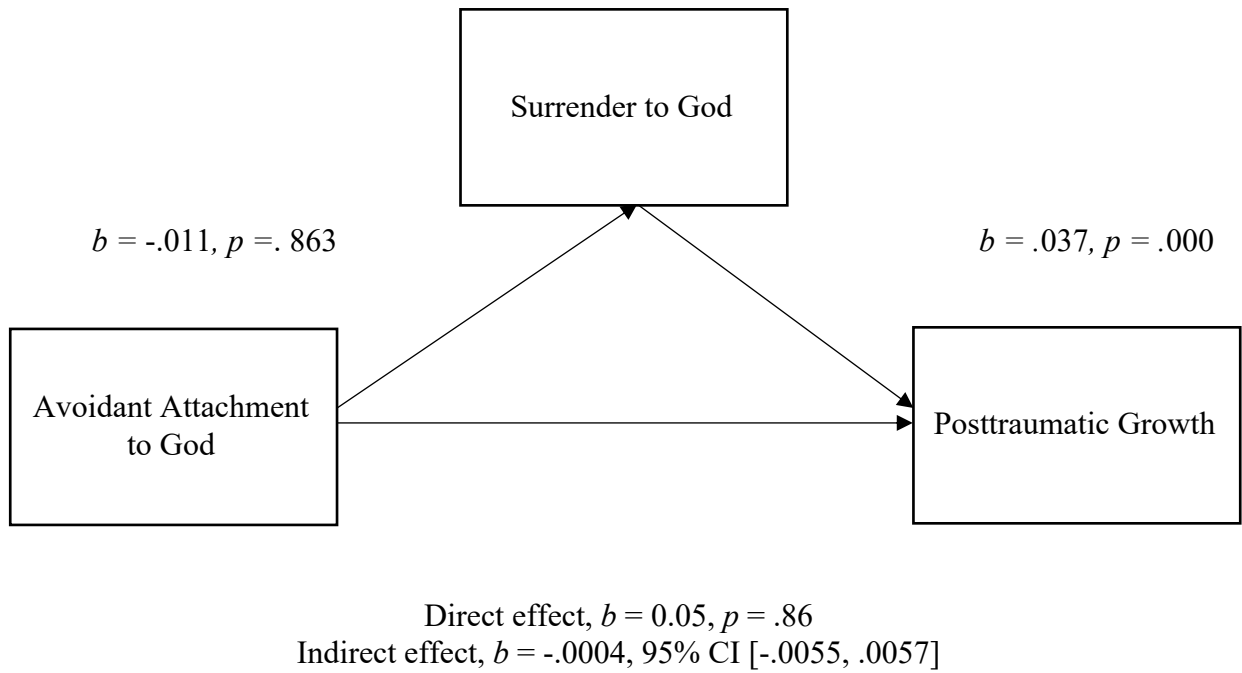 Surrender to God
b = -.011, p =. 863
b = .037, p = .000
Avoidant Attachment
to God
Posttraumatic Growth
Direct effect, b = 0.05, p = .86
Indirect effect, b = -.0004, 95% CI [-.0055, .0057]